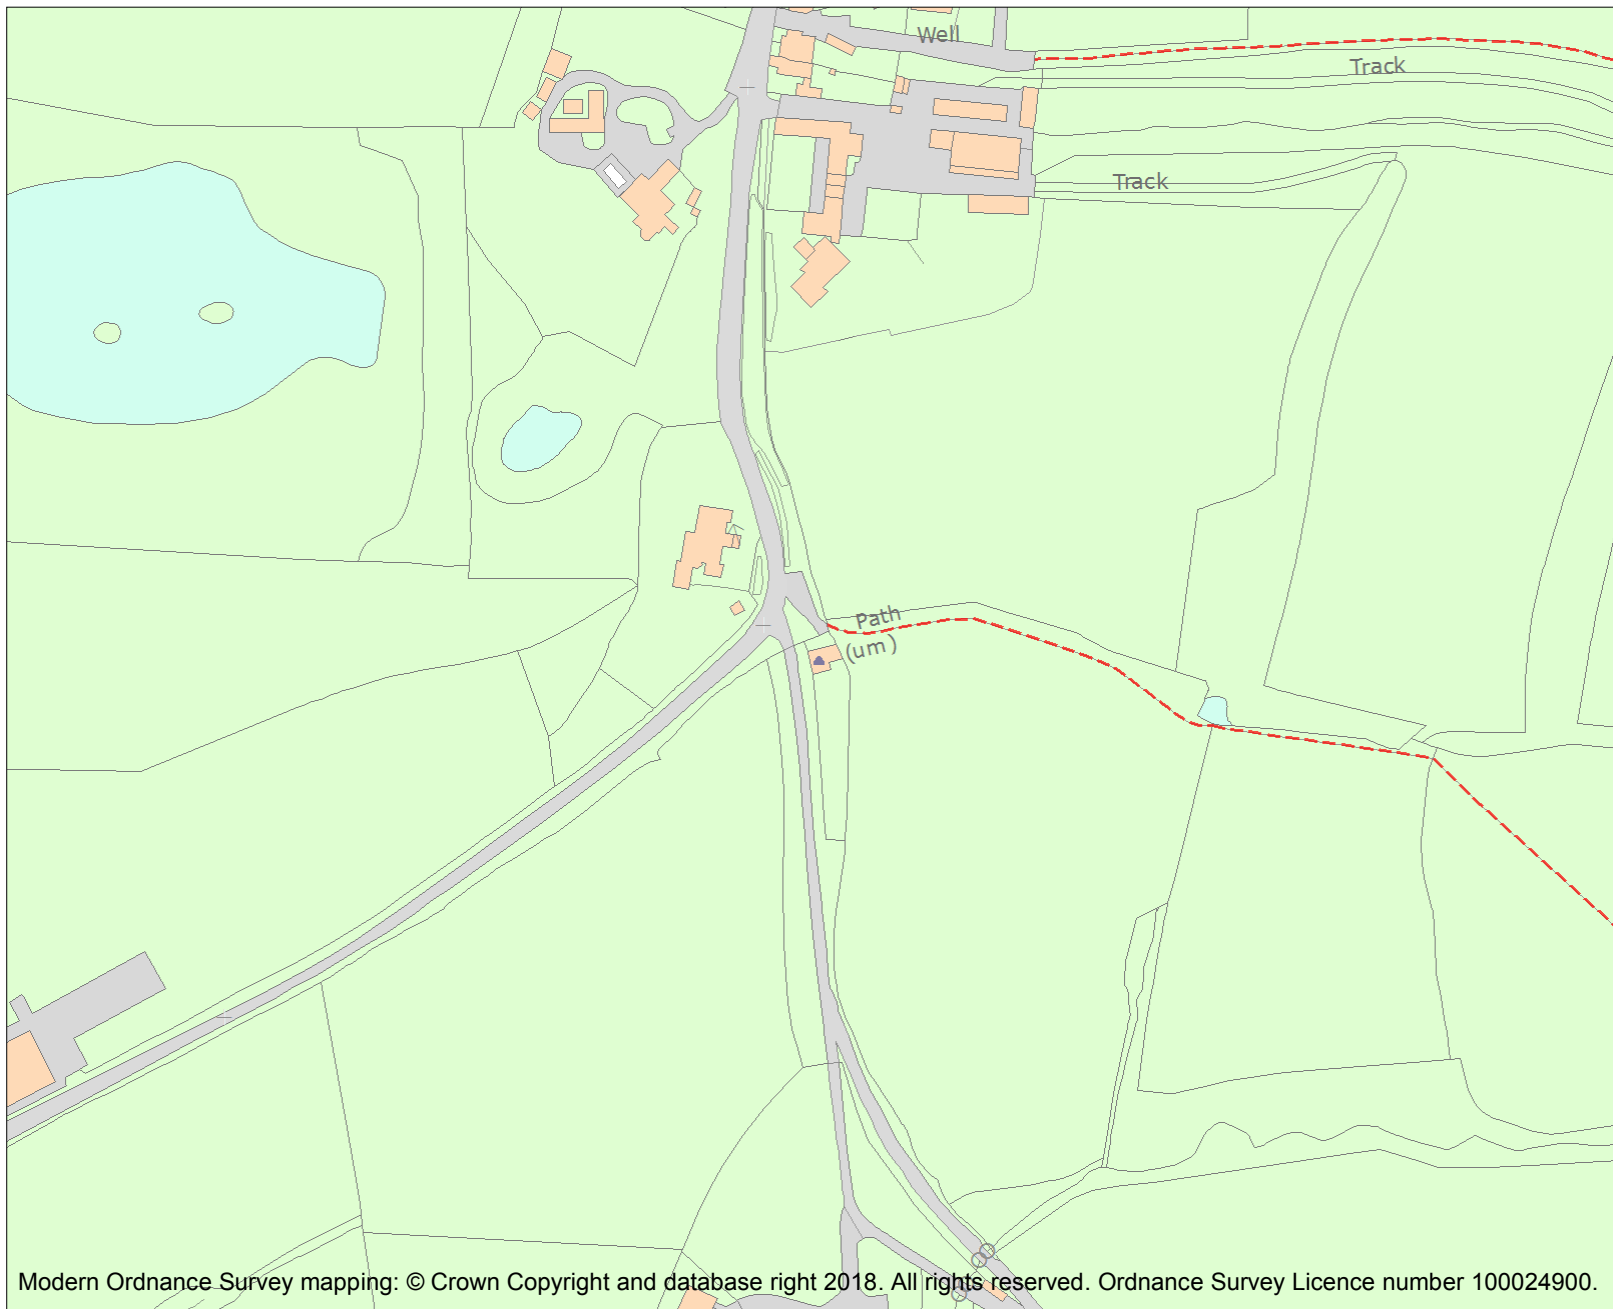 Well
Track
Track
Path
(um)
Modern Ordnance Survey mapping: © Crown Copyright and database right 2018. All rights reserved. Ordnance Survey Licence number 100024900.